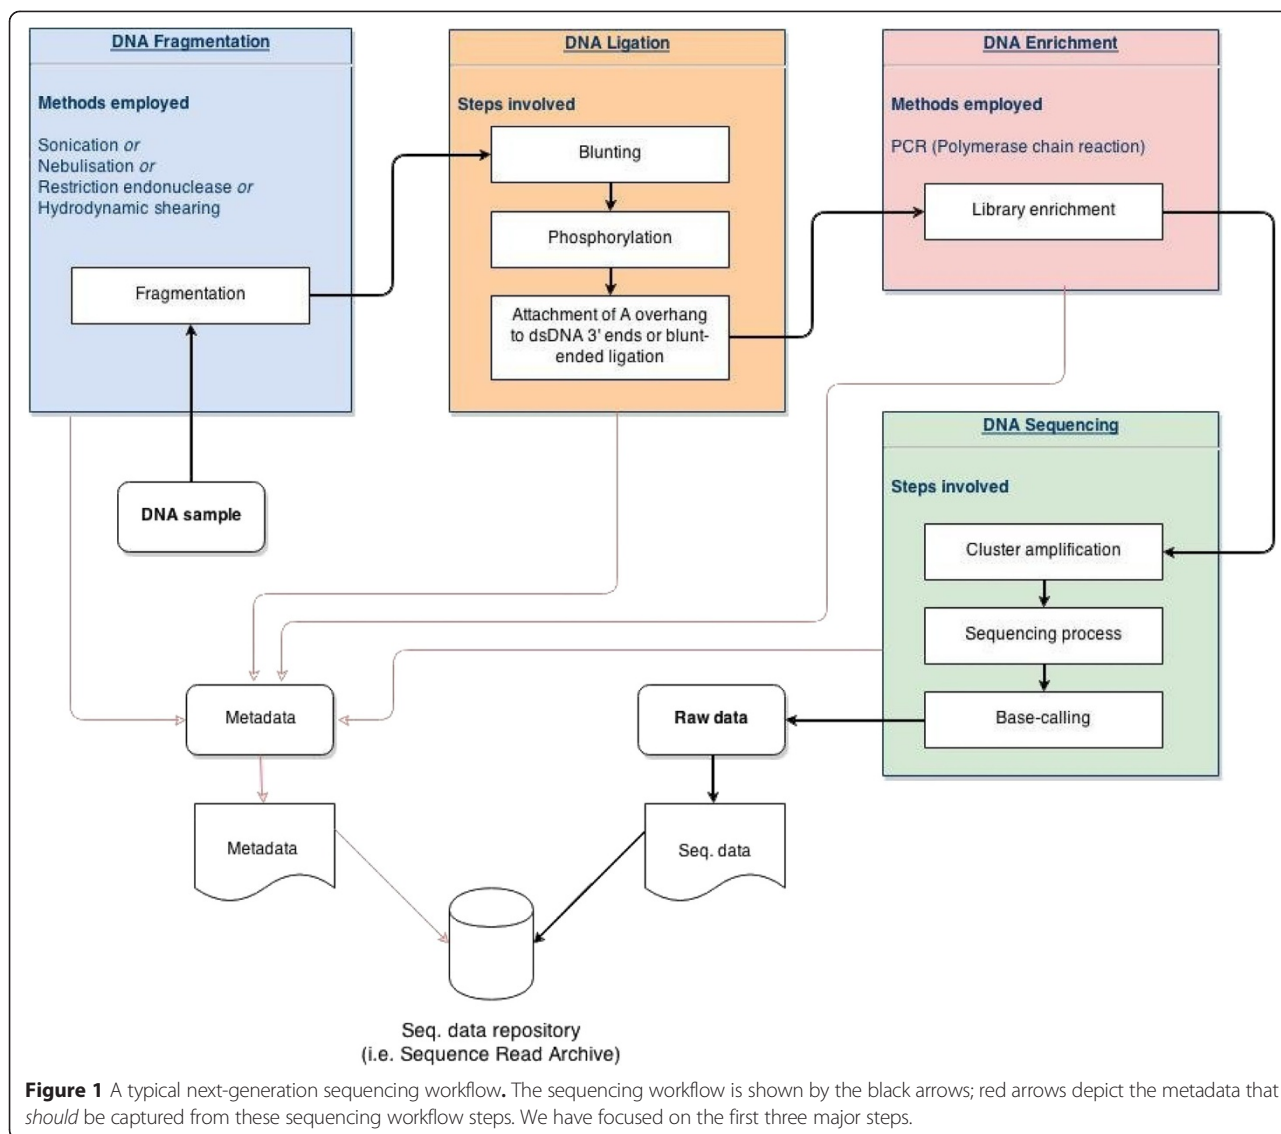 DNA Fragmentation
Methods employed
Sonication or
Nebulisation or
Restriction endonuclease or
Hydrodynamic shearing
Fragmentation
DNA sample
DNA Ligation
Steps involved
Blunting
Phosphorylation
Attachment of A overhang
to dsDNA 3' ends or blunt-
ended ligation
DNA Enrichment
Methods employed
PCR (Polymerase chain reaction)
Library enrichment
DNA Sequencing
Steps involved
Cluster amplification
Sequencing process
Base-calling
Metadada
Raw data
Metadata
Seq. data
Seq. data repository
(i.e. Sequence Read Archive)
Figure 1 A typical next-generation sequencing workflow. The sequencing workflow is shown by the black arrows; red arrows depict the metadata that
should be captured from these sequencing workflow steps. We have focused on the first three major steps.